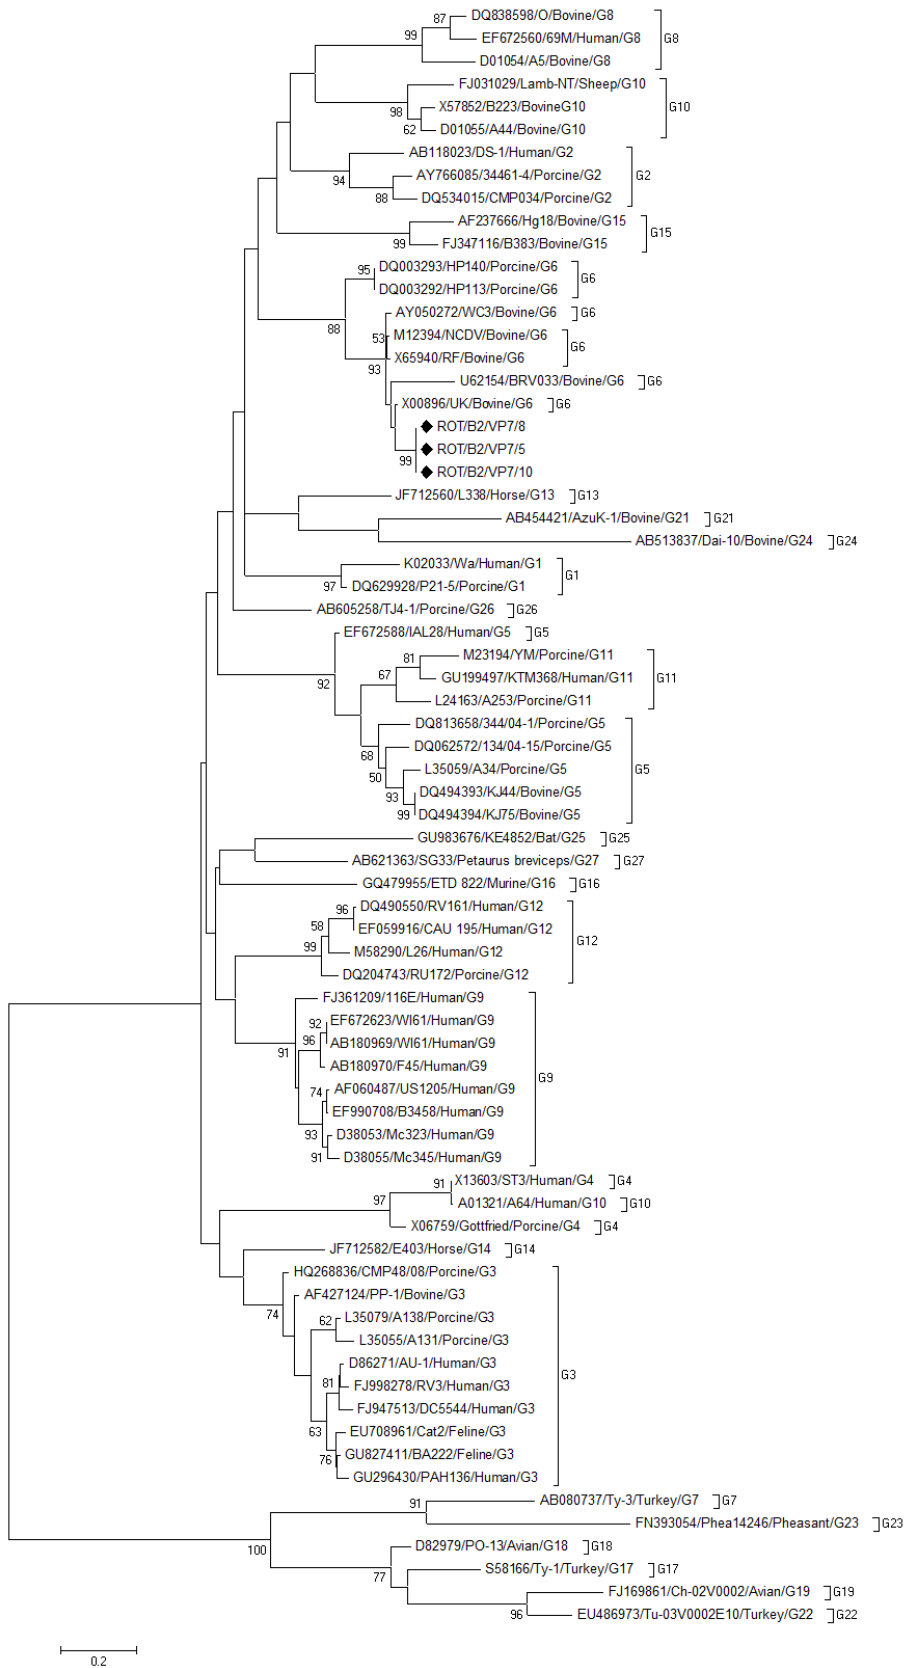 DQ838598/O/Bovine/G8
87
EF672560/69M/Human/G8
G8
99
D01054/A5/Bovine/G8
FJ031029/Lamb-NT/Sheep/G10
X57852/B223/BovineG10
G10
98
62
D01055/A44/Bovine/G10
AB118023/DS-1/Human/G2
AY766085/34461-4/Porcine/G2
G2
94
88
DQ534015/CMP034/Porcine/G2
AF237666/Hg18/Bovine/G15
G15
99
FJ347116/B383/Bovine/G15
95
DQ003293/HP140/Porcine/G6
G6
DQ003292/HP113/Porcine/G6
AY050272/WC3/Bovine/G6
G6
88
53
M12394/NCDV/Bovine/G6
G6
X65940/RF/Bovine/G6
93
U62154/BRV033/Bovine/G6
G6
X00896/UK/Bovine/G6
G6
ROT/B2/VP7/8
ROT/B2/VP7/5
99
ROT/B2/VP7/10
JF712560/L338/Horse/G13
G13
AB454421/AzuK-1/Bovine/G21
G21
AB513837/Dai-10/Bovine/G24
G24
K02033/Wa/Human/G1
G1
97
DQ629928/P21-5/Porcine/G1
AB605258/TJ4-1/Porcine/G26
G26
EF672588/IAL28/Human/G5
G5
M23194/YM/Porcine/G11
81
67
GU199497/KTM368/Human/G11
G11
92
L24163/A253/Porcine/G11
DQ813658/344/04-1/Porcine/G5
68
DQ062572/134/04-15/Porcine/G5
50
L35059/A34/Porcine/G5
G5
93
DQ494393/KJ44/Bovine/G5
99
DQ494394/KJ75/Bovine/G5
GU983676/KE4852/Bat/G25
G25
AB621363/SG33/Petaurus breviceps/G27
G27
GQ479955/ETD 822/Murine/G16
G16
96
DQ490550/RV161/Human/G12
58
EF059916/CAU 195/Human/G12
G12
99
M58290/L26/Human/G12
DQ204743/RU172/Porcine/G12
FJ361209/116E/Human/G9
92
EF672623/WI61/Human/G9
96
AB180969/WI61/Human/G9
91
AB180970/F45/Human/G9
G9
74
AF060487/US1205/Human/G9
EF990708/B3458/Human/G9
93
D38053/Mc323/Human/G9
91
D38055/Mc345/Human/G9
91
X13603/ST3/Human/G4
G4
97
A01321/A64/Human/G10
G10
X06759/Gottfried/Porcine/G4
G4
JF712582/E403/Horse/G14
G14
HQ268836/CMP48/08/Porcine/G3
74
AF427124/PP-1/Bovine/G3
62
L35079/A138/Porcine/G3
L35055/A131/Porcine/G3
D86271/AU-1/Human/G3
G3
81
FJ998278/RV3/Human/G3
FJ947513/DC5544/Human/G3
63
EU708961/Cat2/Feline/G3
76
GU827411/BA222/Feline/G3
GU296430/PAH136/Human/G3
91
AB080737/Ty-3/Turkey/G7
G7
FN393054/Phea14246/Pheasant/G23
G23
100
D82979/PO-13/Avian/G18
G18
77
S58166/Ty-1/Turkey/G17
G17
FJ169861/Ch-02V0002/Avian/G19
G19
96
EU486973/Tu-03V0002E10/Turkey/G22
G22
0.2